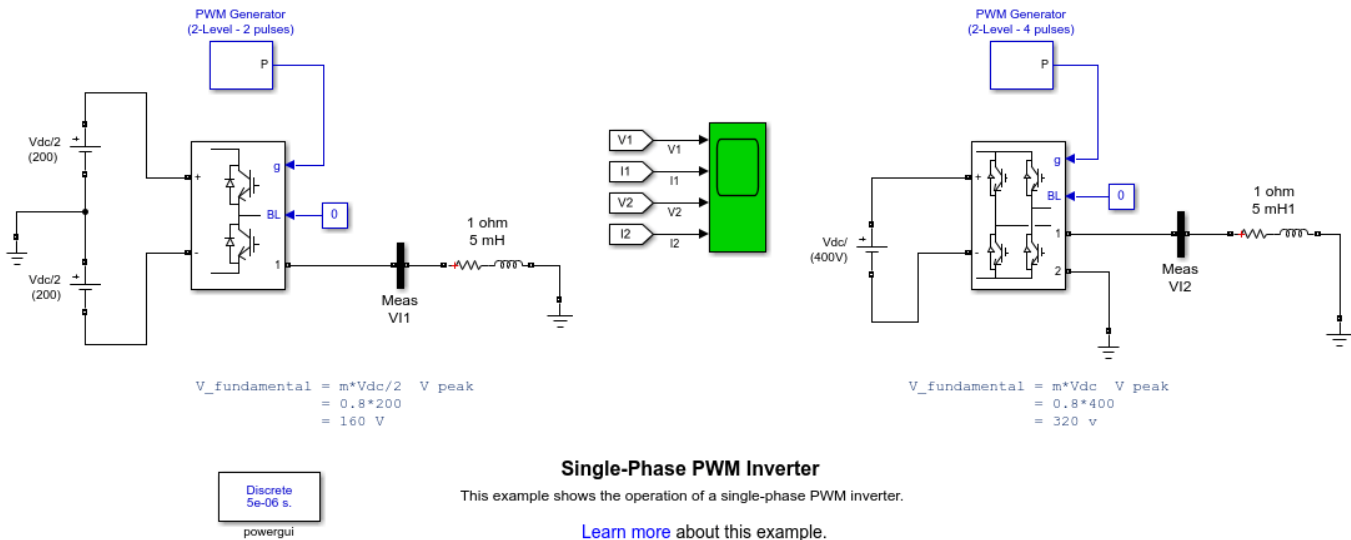 PWM Generator
(2-Level - 2 pulses)
P
Vdc/2
(200)
+
+
g
BL
0
-
1
Vdc/2
(200)
+
1 ohm
5 mH
+
Meas
VI1
V_fundamental = m*Vdc/2 V peak
= 0.8*200
= 160 V
V1
V1
I1
I1
V2
V2
I2
I2
PWM Generator
(2-Level - 4 pulses)
P
+
g
BL
0
Vdc/
(400V)
+
-
1
2
1 ohm
5 mH1
+
Meas
VI2
V_fundamental = m*Vdc V peak
= 0.8*400
= 320 v
Single-Phase PWM Inverter
This example shows the operation of a single-phase PWM inverter.
Learn more about this example.
Discrete
5e-06 s.
powergui